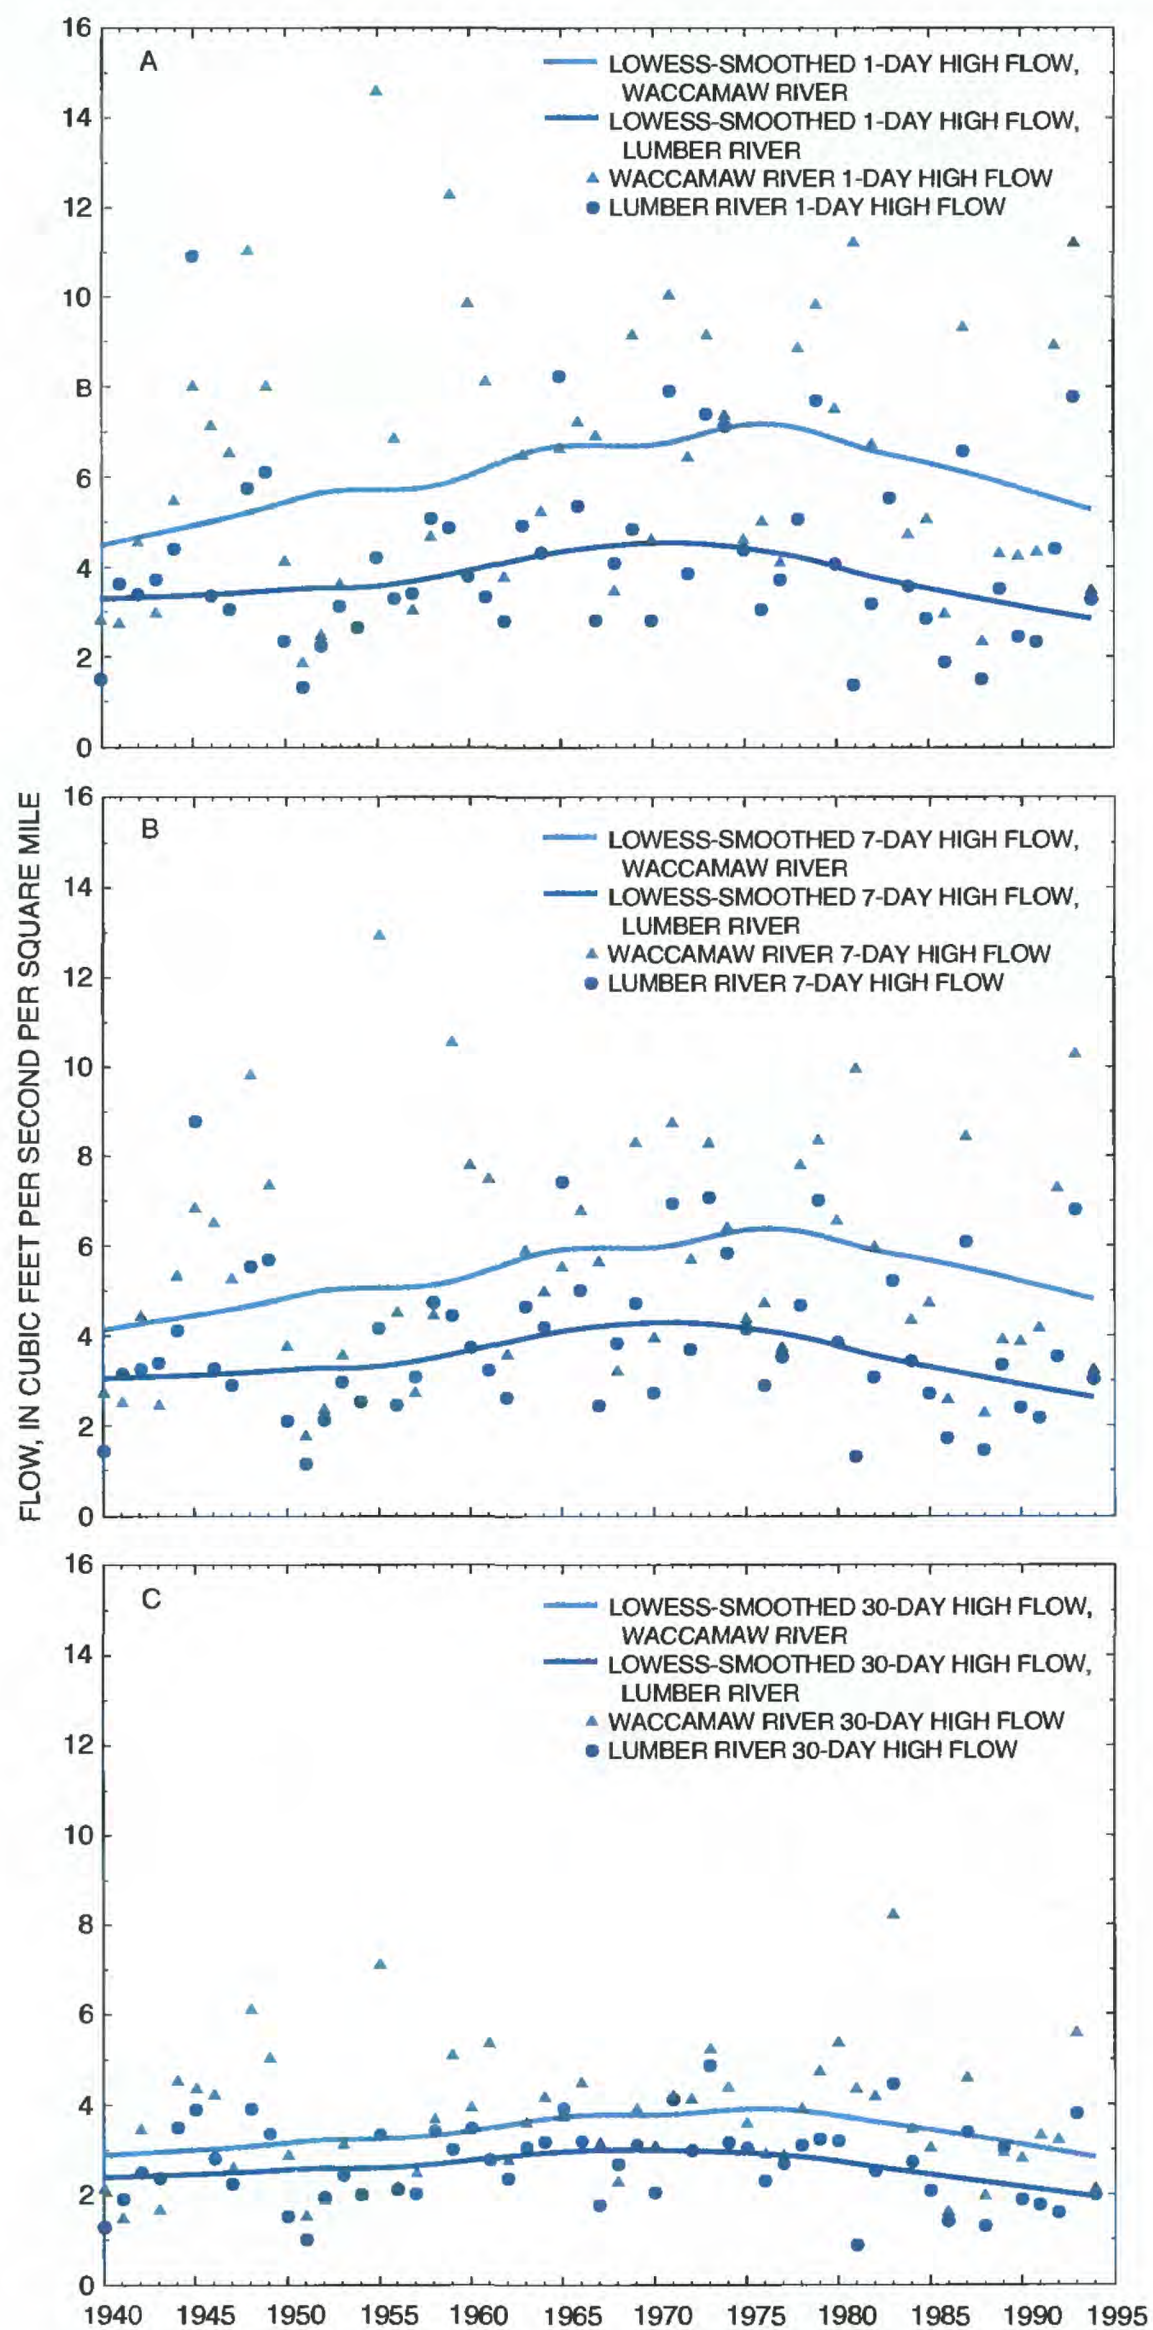 FLOW, IN CUBIC FEET PER SECOND PER SQUARE MILE
16
14
12
10
8
6
4
2
0
A
LOWESS-SMOOTHED 1-DAY HIGH FLOW,
WACCAMAW RIVER
LOWESS-SMOOTHED 1-DAY HIGH FLOW,
LUMBER RIVER
WACCAMAW RIVER 1-DAY HIGH FLOW
LUMBER RIVER 1-DAY HIGH FLOW
16
14
12
10
8
6
4
2
0
B
LOWESS-SMOOTHED 7-DAY HIGH FLOW,
WACCAMAW RIVER
LOWESS-SMOOTHED 7-DAY HIGH FLOW,
LUMBER RIVER
WACCAMAW RIVER 7-DAY HIGH FLOW
LUMBER RIVER 7-DAY HIGH FLOW
16
14
12
10
8
6
4
2
0
C
LOWESS-SMOOTHED 30-DAY HIGH FLOW,
WACCAMAW RIVER
LOWESS-SMOOTHED 30-DAY HIGH FLOW,
LUMBER RIVER
WACCAMAW RIVER 30-DAY HIGH FLOW
LUMBER RIVER 30-DAY HIGH FLOW
1940 1945 1950 1955 1960 1965 1970 1975 1980 1985 1990 1995